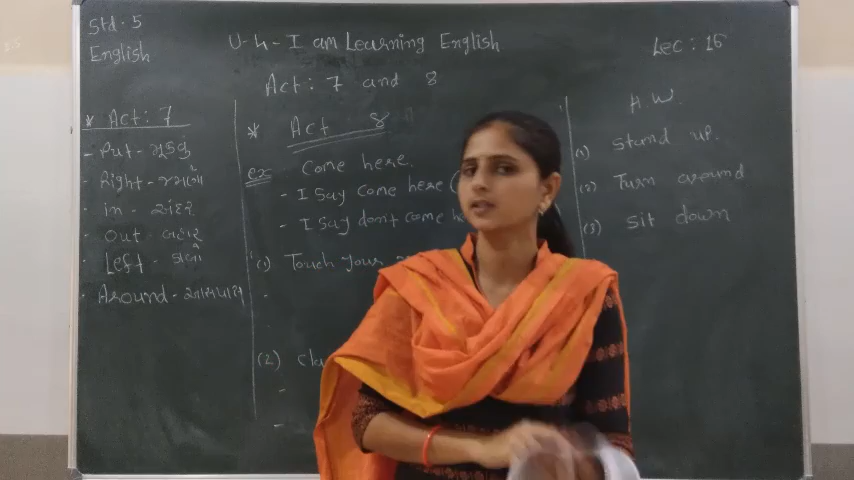 Std. 5
English
U-4 - I am Learning English
Lec: 16
Act: 7 and 8
* Act: 7
- Put - મૂકવું
Right - જમણો
in - અંદર
Out - બહાર
Left - ડાબો
Around - આસપાસ
* Act 8
ex Come here.
- I say come here (
- I say don't come
(1) Touch your
(2)
H.W.
(1) Stand up.
(2) Turn around
(3) Sit down